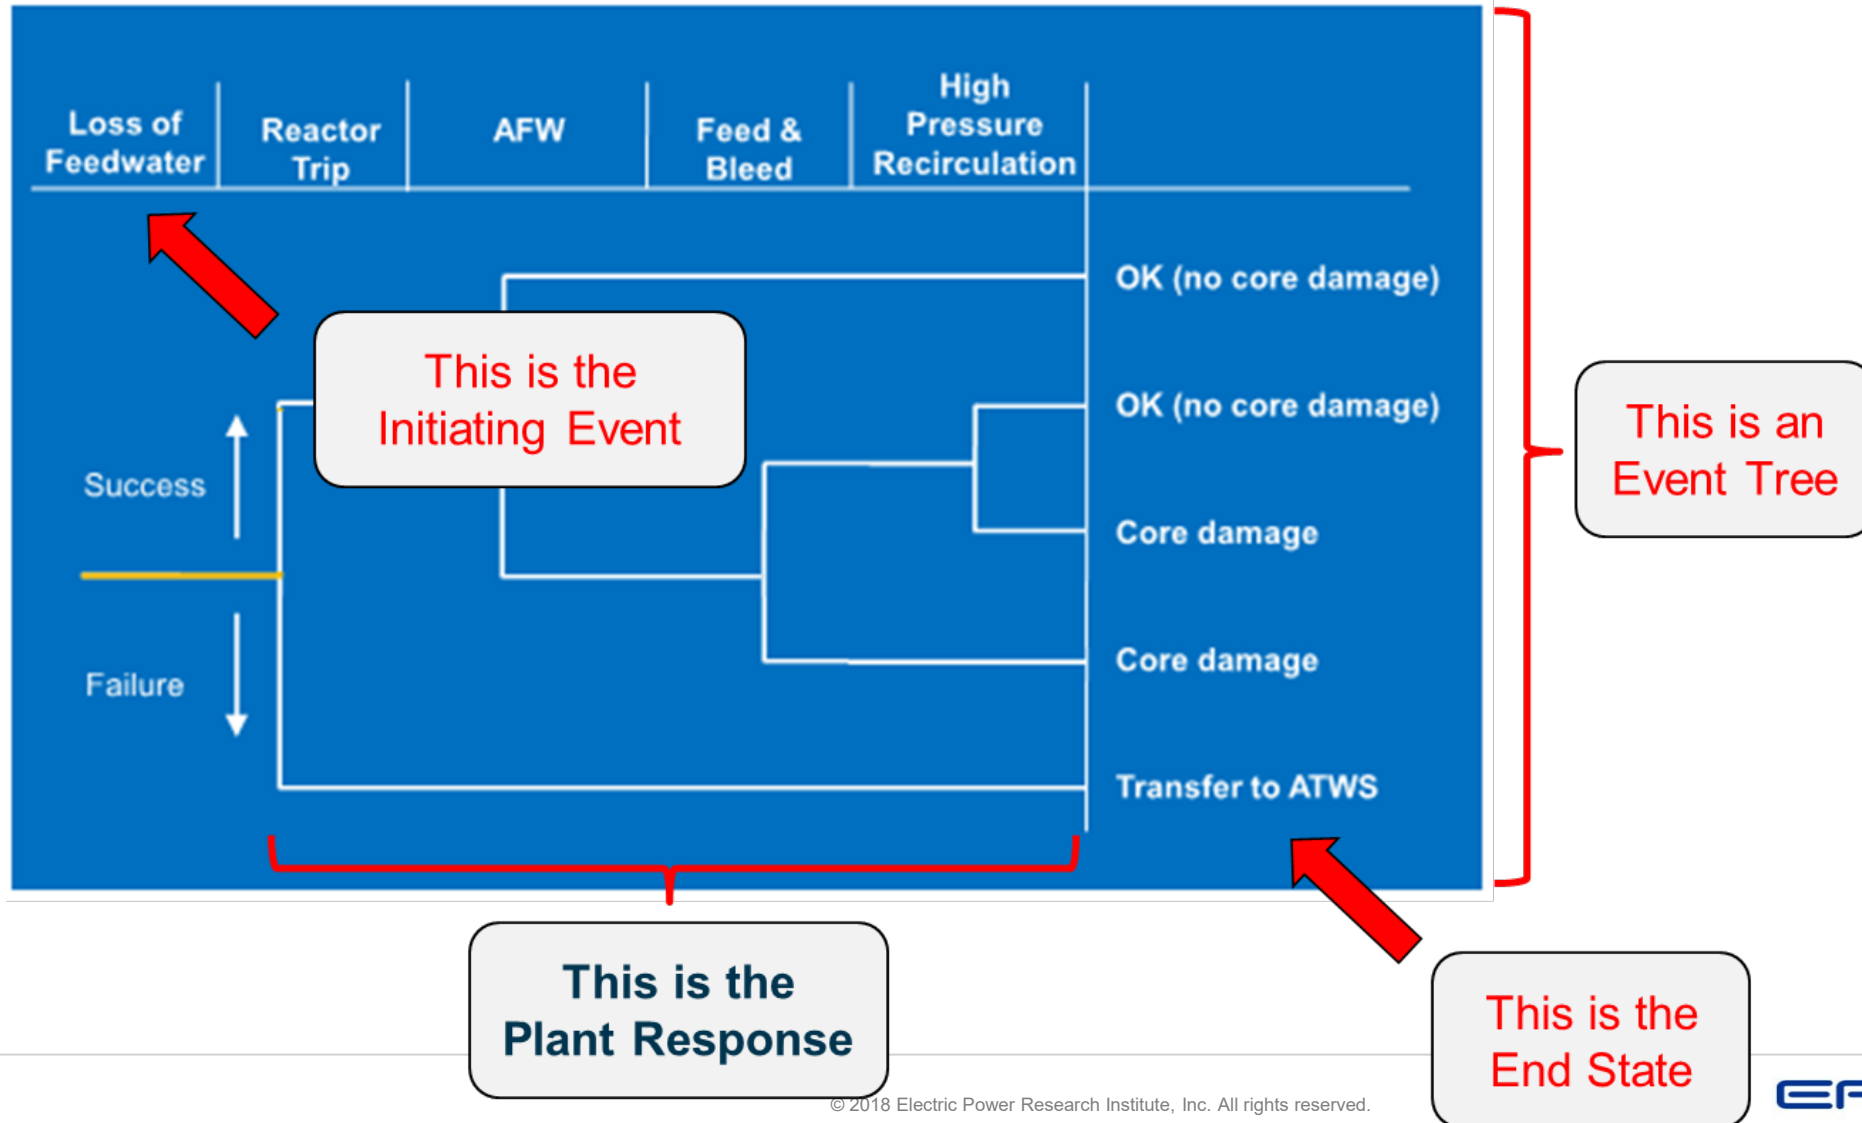 Loss of
Feedwater
Reactor
Trip
AFW
Feed &
Bleed
High
Pressure
Recirculation
OK (no core damage)
This is the
Initiating Event
OK (no core damage)
This is an
Event Tree
Success
Core damage
Core damage
Failure
Transfer to ATWS
This is the
Plant Response
This is the
End State
© 2018 Electric Power Research Institute, Inc. All rights reserved.